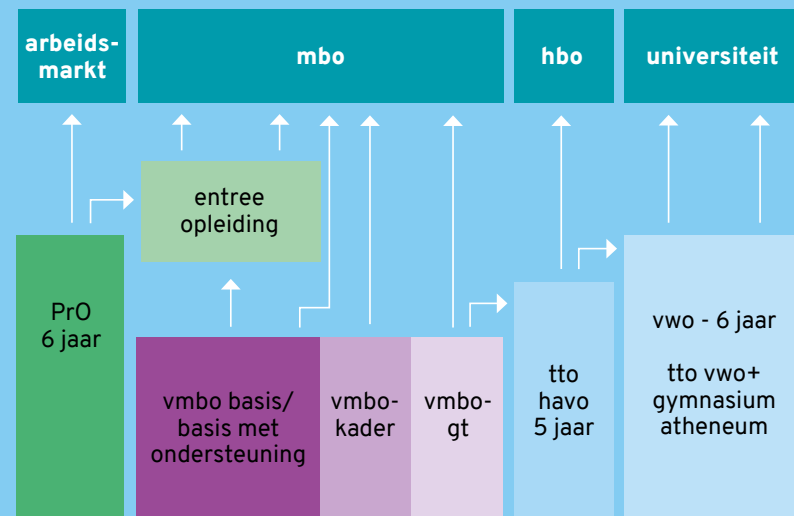 arbeids-
markt
mbo
hbo
universiteit
entree
opleiding
PrO
6 jaar
vmbo basis/
basis met
ondersteuning
vmbo-
kader
vmbo-
gt
tto
havo
5 jaar
vwo - 6 jaar
tto vwo+
gymnasium
atheneum